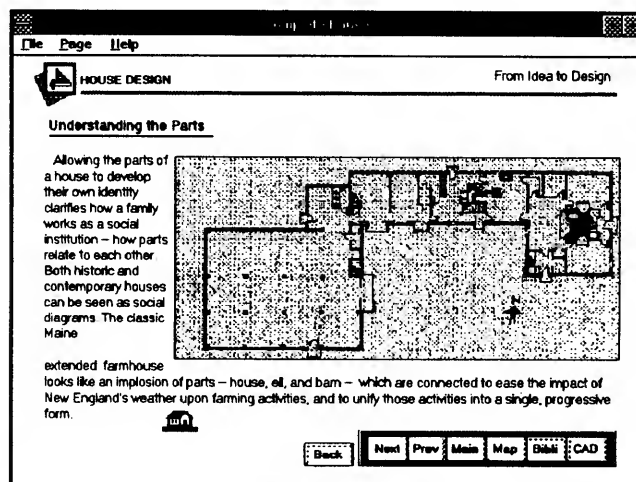 File Page Help
HOUSE DESIGN
From Idea to Design
Understanding the Parts
Allowing the parts of
a house to develop
their own identity
clarifies how a family
works as a social
institution – how parts
relate to each other.
Both historic and
contemporary houses
can be seen as social
diagrams. The classic
Maine
extended farmhouse
looks like an implosion of parts – house, ell, and barn – which are connected to ease the impact of
New England's weather upon farming activities, and to unify those activities into a single, progressive
form.
Back Next Prev Main Map Bibli CAD